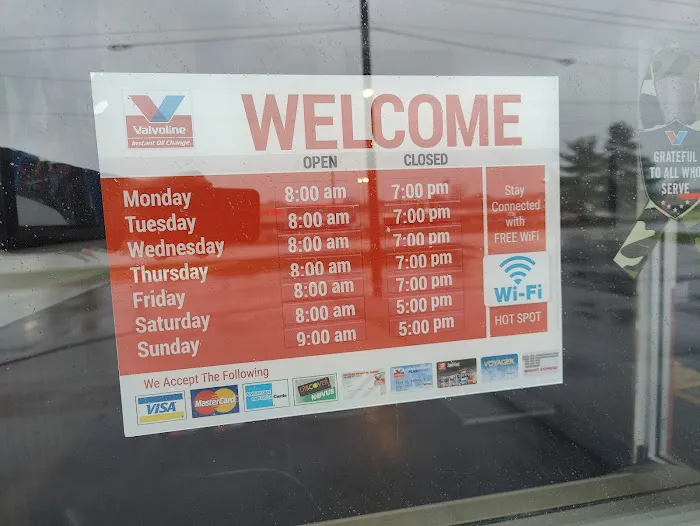 WELCOME
Valvoline
Instant Oil Change
OPEN CLOSED
Monday 8:00 am 7:00 pm
Tuesday 8:00 am 7:00 pm
Wednesday 8:00 am 7:00 pm
Thursday 8:00 am 7:00 pm
Friday 8:00 am 7:00 pm
Saturday 8:00 am 5:00 pm
Sunday 9:00 am 5:00 pm
Stay
Connected
with
FREE WiFi
Wi-Fi
HOT SPOT
We Accept The Following
VISA
MasterCard
Cards
DISCOVER
NOVUS
VOYAGER
GRATEFUL
TO ALL WHO
SERVE